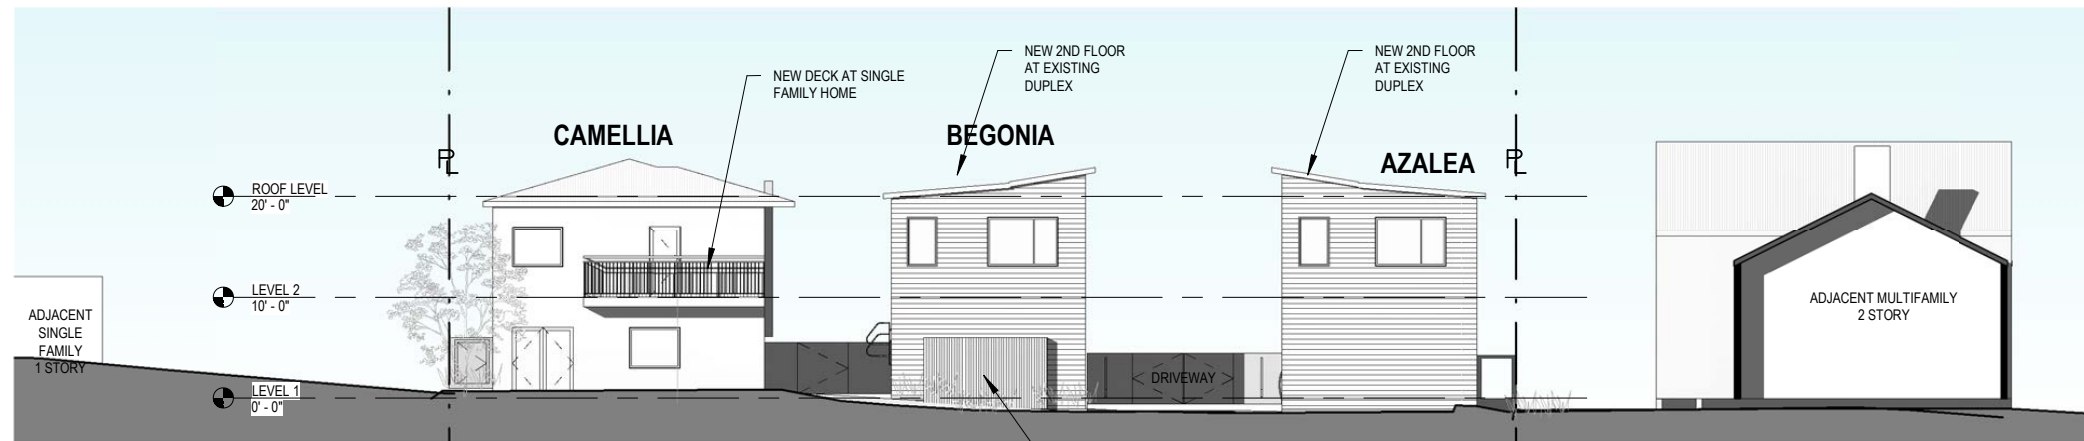 NEW 2ND FLOOR
AT EXISTING
DUPLEX
NEW 2ND FLOOR
AT EXISTING
DUPLEX
NEW DECK AT SINGLE
FAMILY HOME
CAMELLIA
BEGONIA
AZALEA
PL
PL
ROOF LEVEL
20' - 0"
LEVEL 2
10' - 0"
ADJACENT
SINGLE
FAMILY
1 STORY
ADJACENT MULTIFAMILY
2 STORY
DRIVEWAY
LEVEL 1
0' - 0"